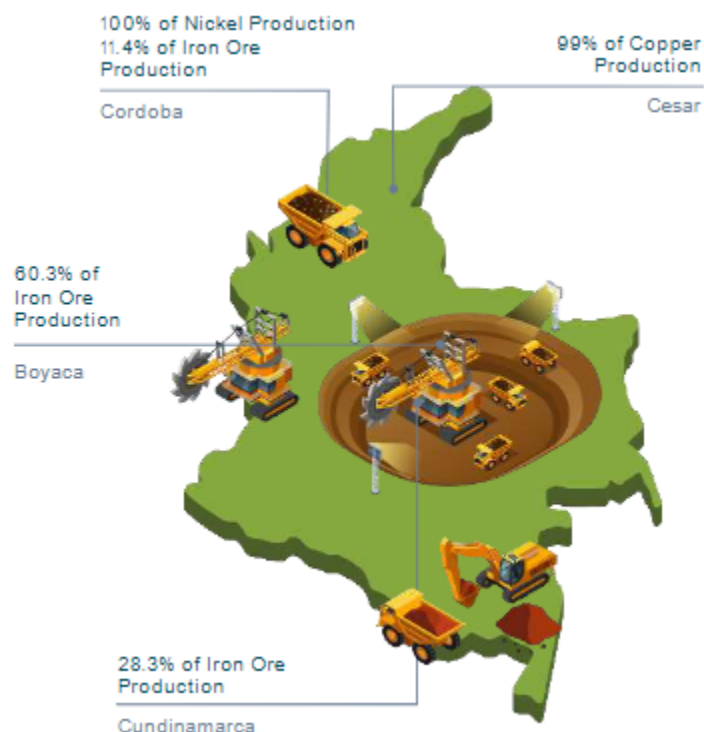 100% of Nickel Production
11.4% of Iron Ore
Production
Cordoba
99% of Copper
Production
Cesar
60.3% of
Iron Ore
Production
Boyaca
28.3% of Iron Ore
Production
Cundinamarca